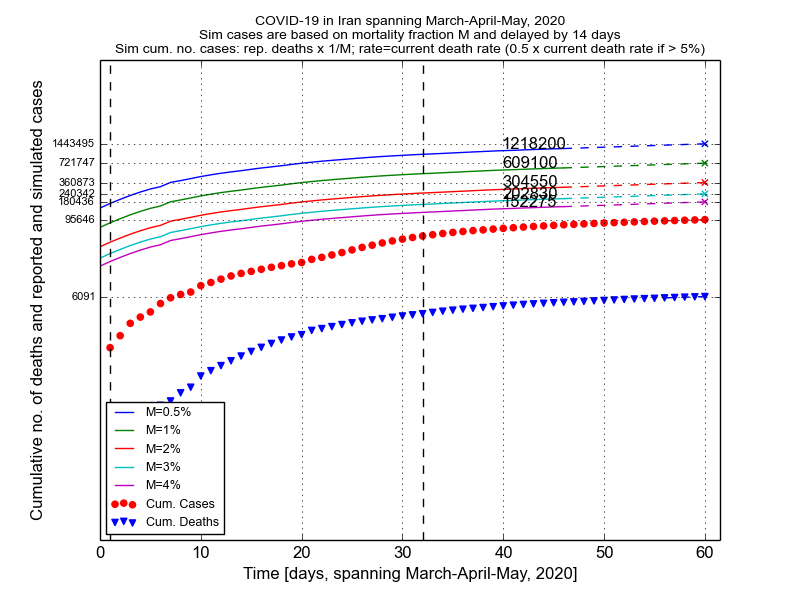 COVID-19 in Iran spanning March-April-May, 2020
Sim cases are based on mortality fraction M and delayed by 14 days
Sim cum. no. cases: rep. deaths x 1/M; rate=current death rate (0.5 x current death rate if > 5%)
Cumulative no. of deaths and reported and simulated cases
1443495
721747
360873
240342
180436
95646
6091
1218200
609100
304550
202830
152275
M=0.5%
M=1%
M=2%
M=3%
M=4%
Cum. Cases
Cum. Deaths
0 10 20 30 40 50 60
Time [days, spanning March-April-May, 2020]